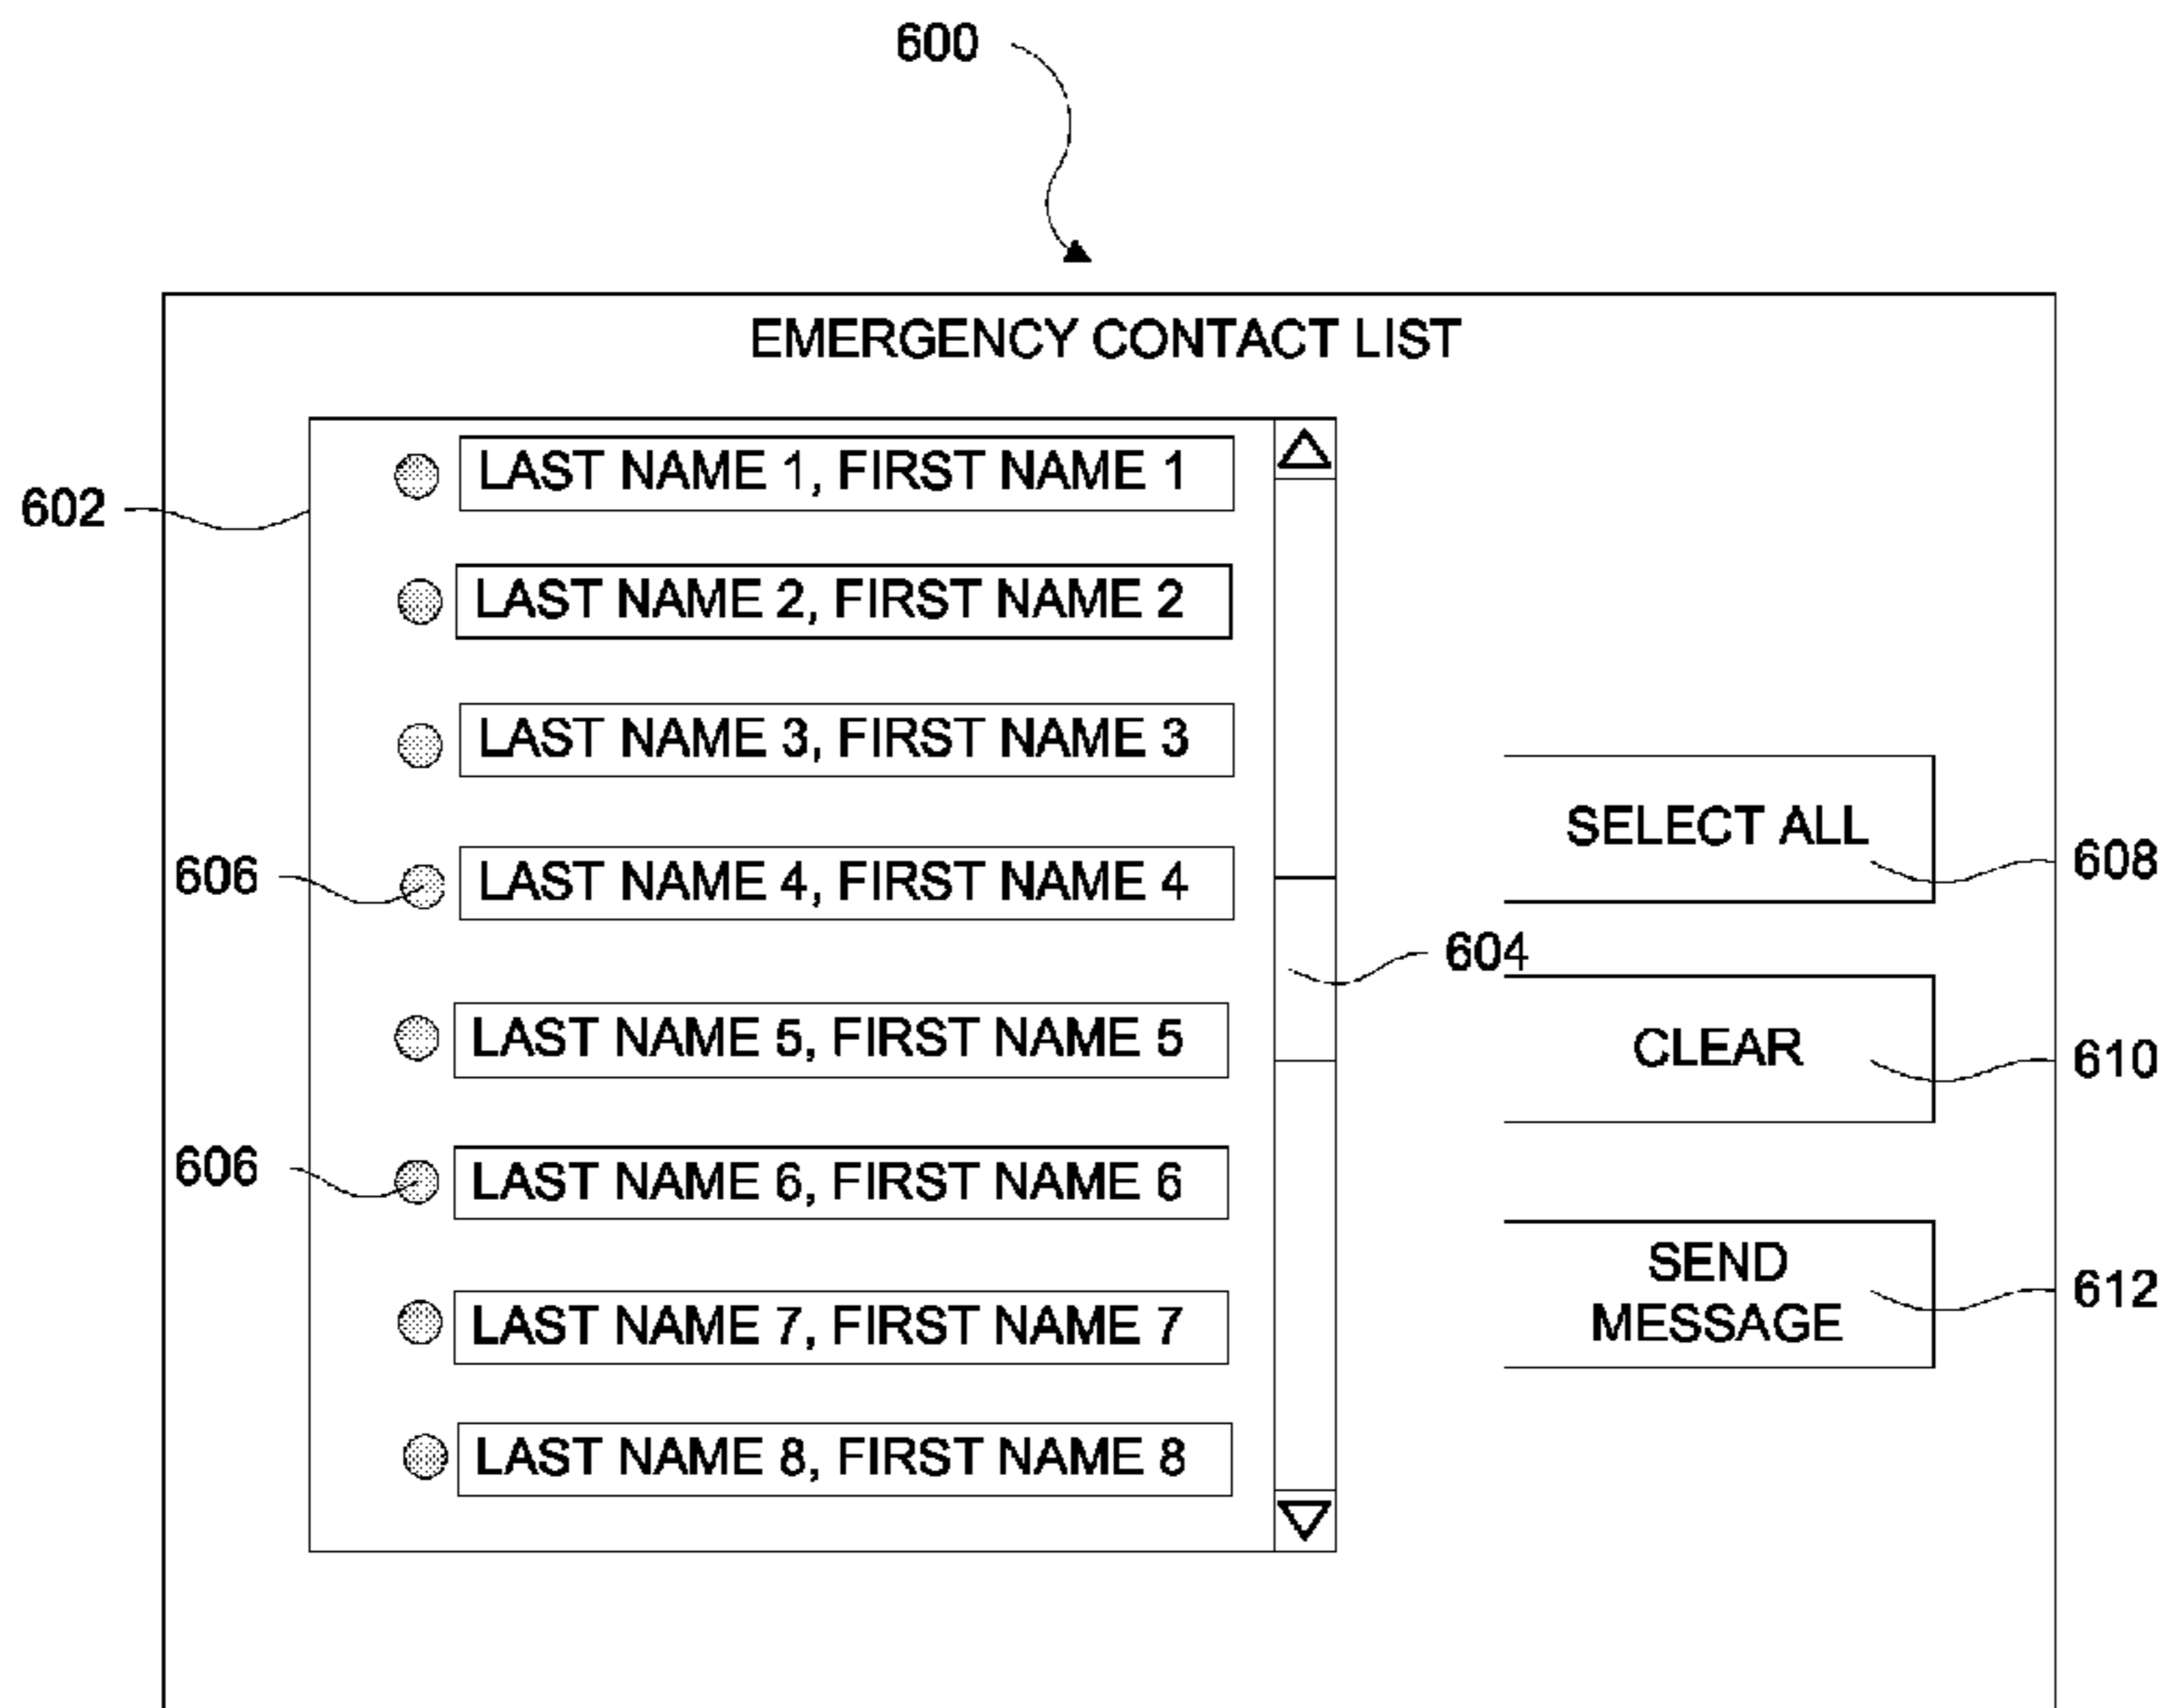 600
EMERGENCY CONTACT LIST
LAST NAME 1, FIRST NAME 1
602
LAST NAME 2, FIRST NAME 2
LAST NAME 3, FIRST NAME 3
SELECT ALL
608
606
LAST NAME 4, FIRST NAME 4
604
LAST NAME 5, FIRST NAME 5
CLEAR
610
606
LAST NAME 6, FIRST NAME 6
SEND
MESSAGE
612
LAST NAME 7, FIRST NAME 7
LAST NAME 8, FIRST NAME 8